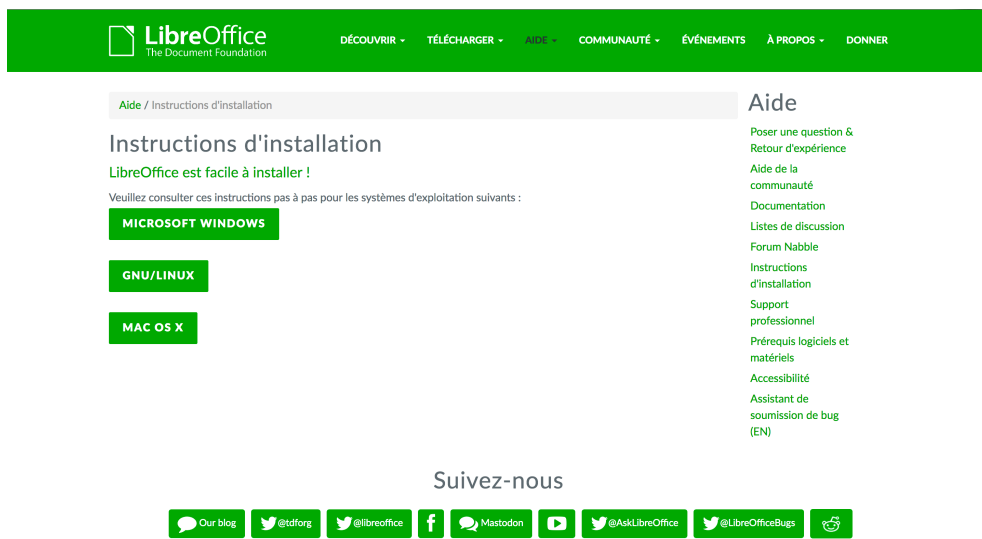 LibreOffice
The Document Foundation
DÉCOUVRIR
TÉLÉCHARGER
AIDE
COMMUNAUTÉ
ÉVÉNEMENTS
À PROPOS
DONNER
Aide / Instructions d'installation
Instructions d'installation
LibreOffice est facile à installer !
Veuillez consulter ces instructions pas à pas pour les systèmes d'exploitation suivants :
MICROSOFT WINDOWS
GNU/LINUX
MAC OS X
Aide
Poser une question &
Retour d'expérience
Aide de la
communauté
Documentation
Listes de discussion
Forum Nabble
Instructions
d'installation
Support
professionnel
Prérequis logiciels et
matériels
Accessibilité
Assistant de
soumission de bug
(EN)
Suivez-nous
Our blog
@tdforg
@libreoffice
Mastodon
@AskLibreOffice
@LibreOfficeBugs